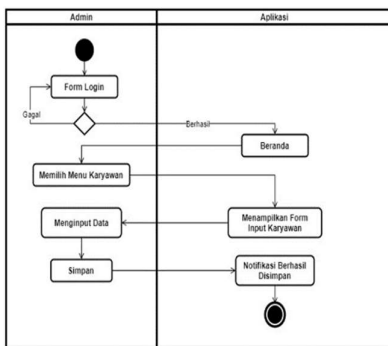 Admin
Aplikasi
Form Login
Gagal
Berhasil
Beranda
Memilih Menu Karyawan
Menampilkan Form
Input Karyawan
Menginput Data
Simpan
Notifikasi Berhasil
Disimpan